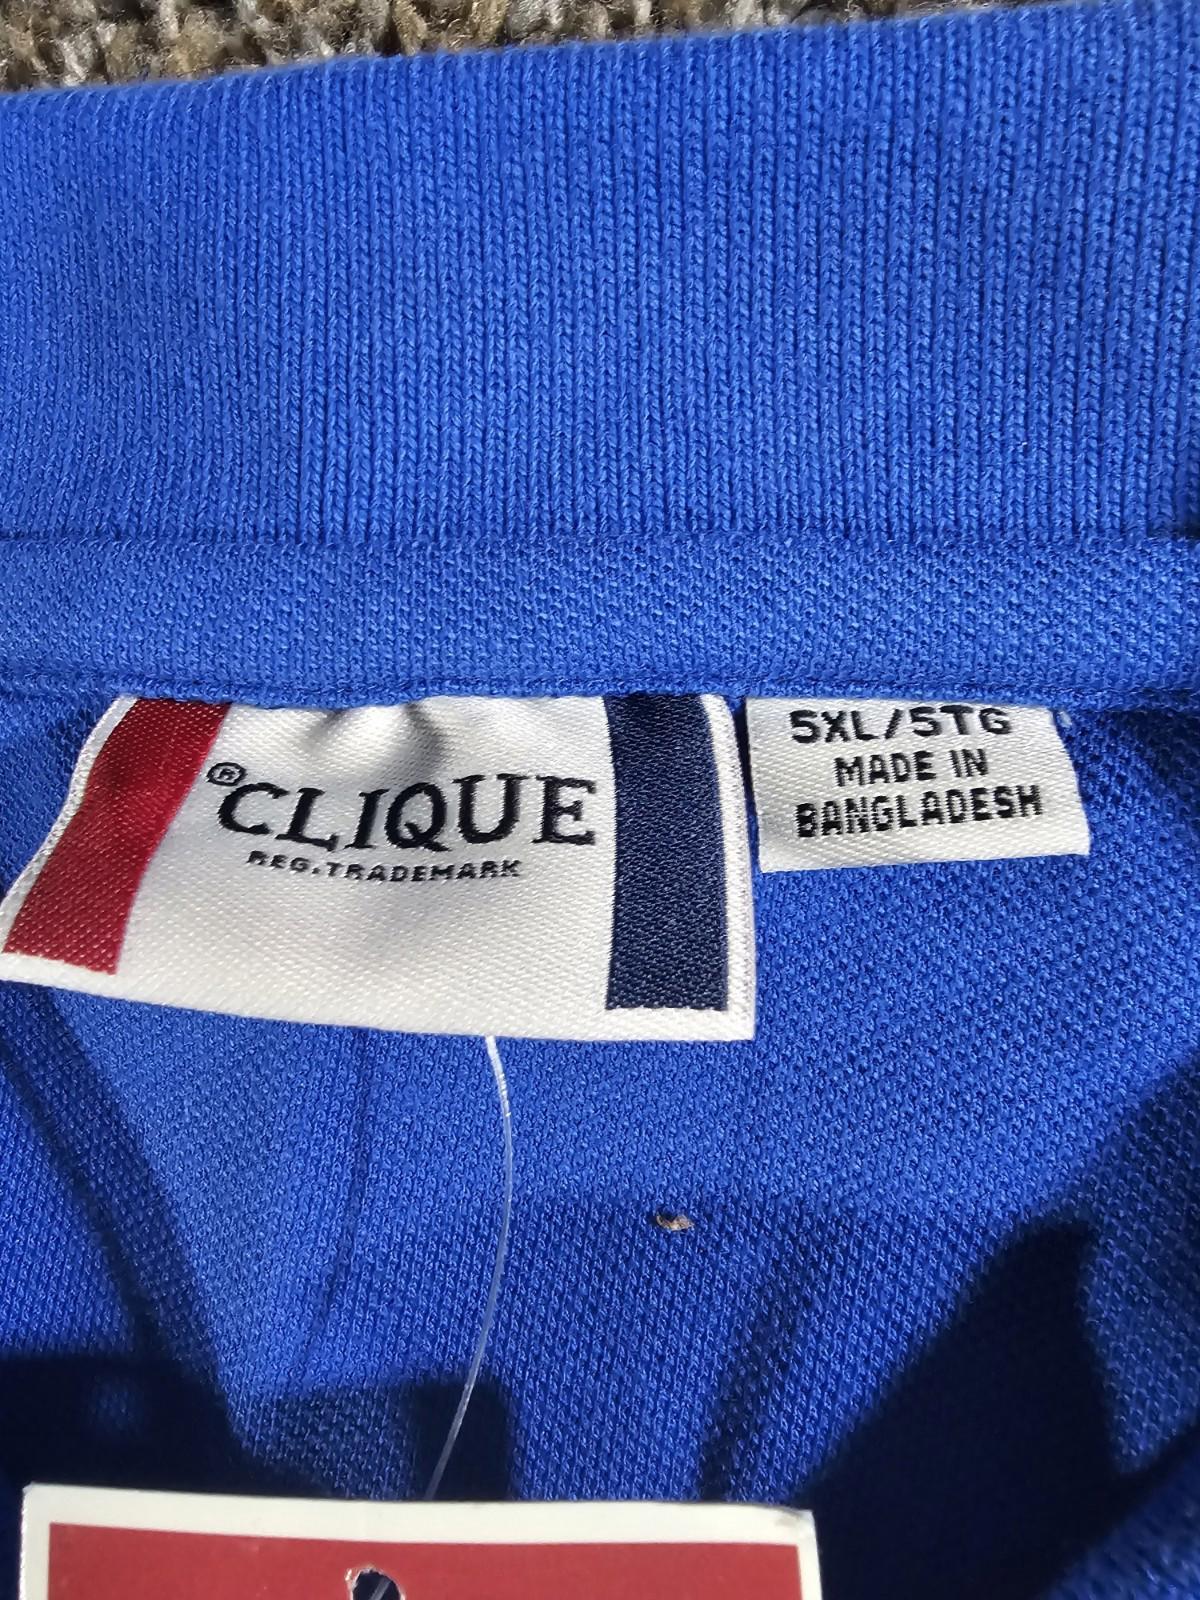 ® CLIQUE
REG. TRADEMARK
5XL/5TG
MADE IN
BANGLADESH